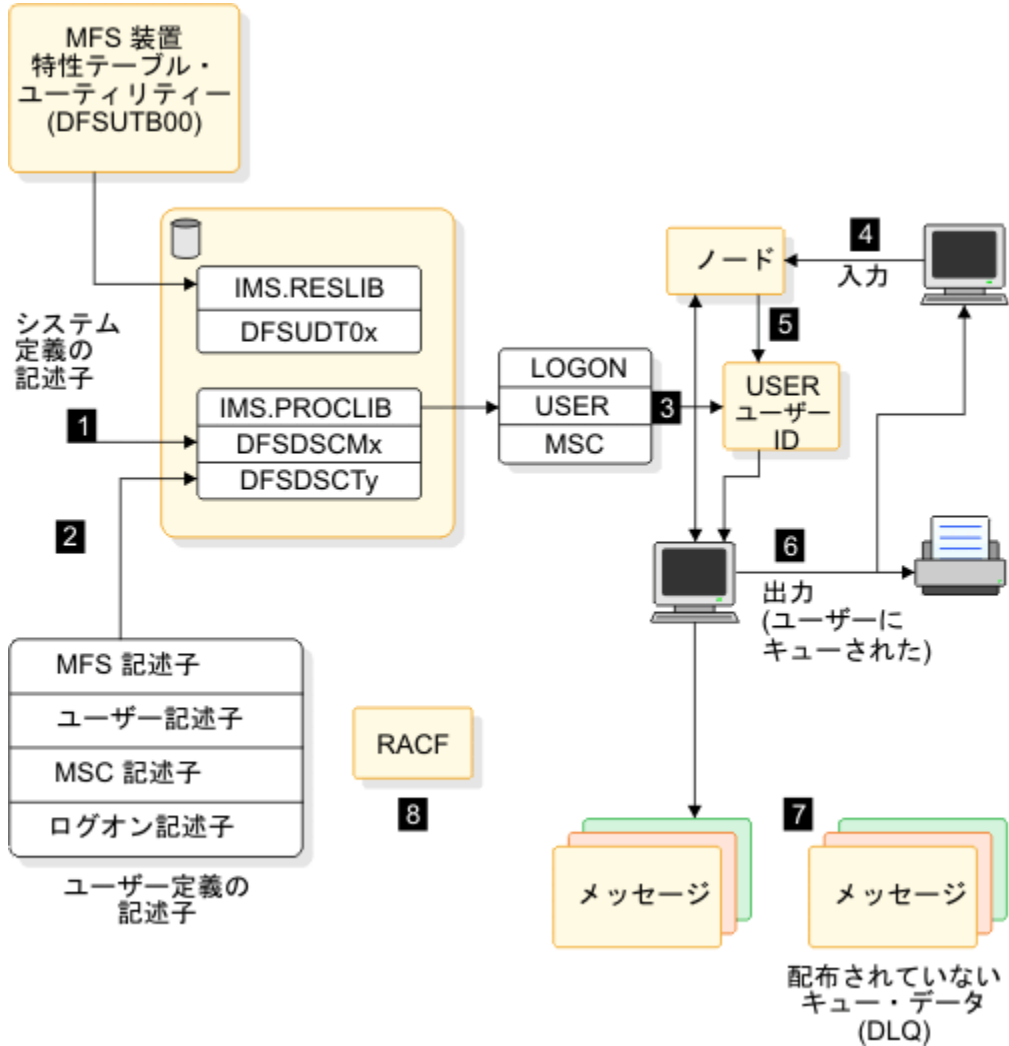 MFS 装置
特性テーブル・
ユーティリティー
(DFSUTB00)
IMS.RESLIB
DFSUDT0x
システム
定義の
記述子
1
IMS.PROCLIB
DFSDSCMx
DFSDSCTy
2
LOGON
USER
MSC
3
ノード
4
入力
5
USER
ユーザー
ID
6
出力
(ユーザーに
キューされた)
MFS 記述子
ユーザー記述子
MSC 記述子
ログオン記述子
ユーザー定義の
記述子
RACF
8
メッセージ
7
メッセージ
配布されていない
キュー・データ
(DLQ)